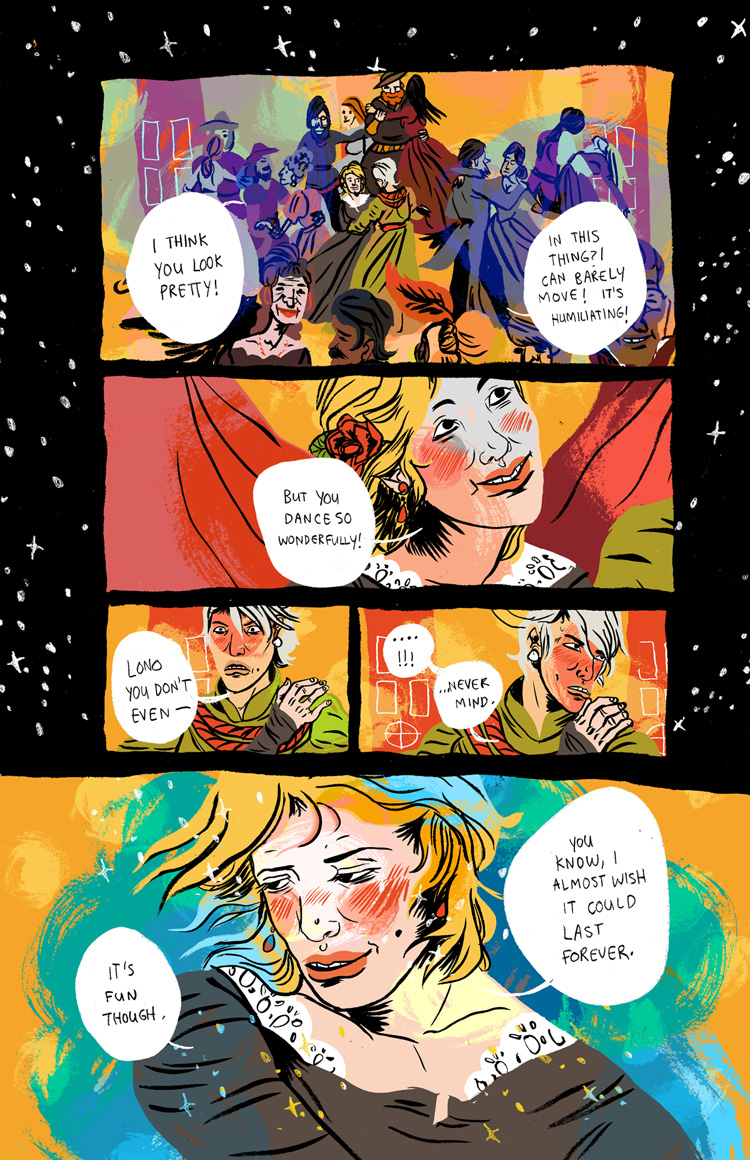 I THINK
YOU LOOK
PRETTY!
IN THIS
THING?!
I
CAN BARELY
MOVE! IT'S
HUMILIATING!
BUT YOU
DANCE SO
WONDERFULLY!
LONO
YOU DON'T
EVEN—
....
!!!
...NEVER
MIND.
IT'S
FUN
THOUGH.
YOU
KNOW, I
ALMOST WISH
IT COULD
LAST
FOREVER.